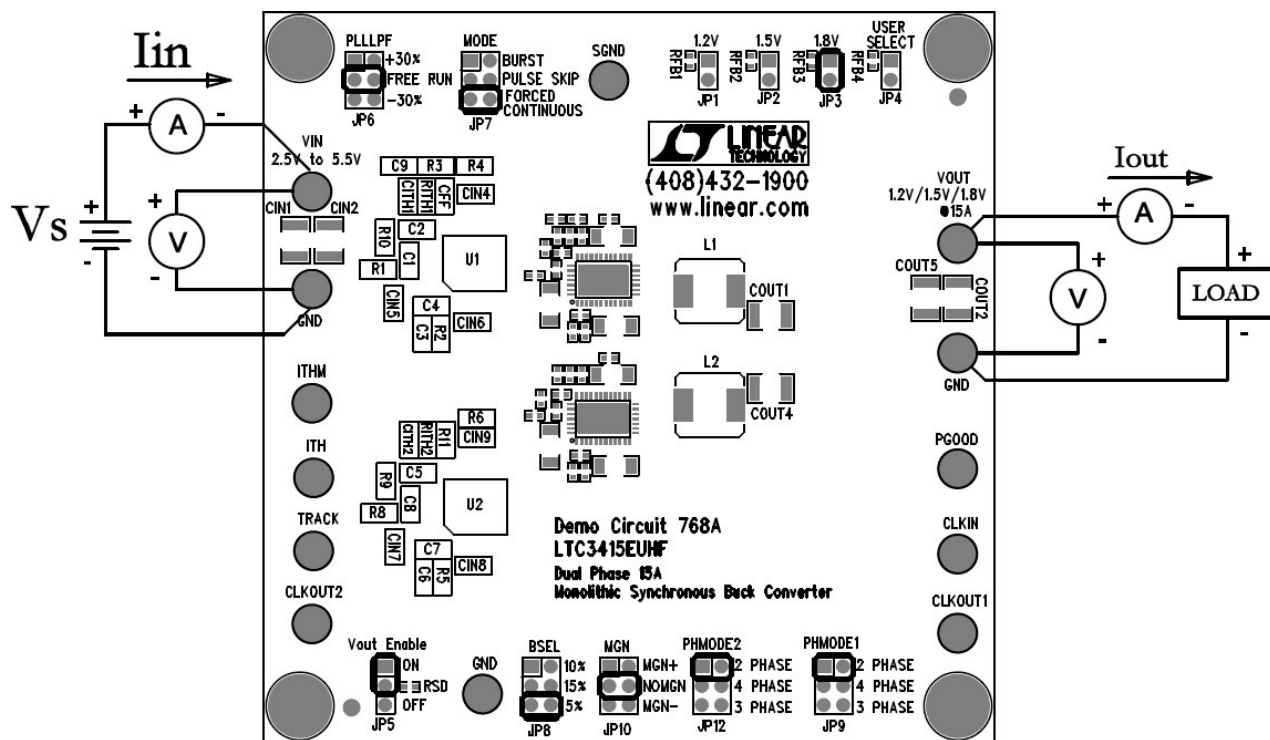 Iin
A
+
-
VIN
2.5V to 5.5V
Vs
+
-
V
+
-
CIN1
CIN2
GND
PLLLPF
+30%
FREE RUN
-30%
JP6
MODE
BURST
PULSE SKIP
FORCED
CONTINUOUS
JP7
SGND
1.2V
RFB1
JP1
1.5V
RFB2
JP2
1.8V
RFB3
JP3
USER
SELECT
RFB4
JP4
LINEAR
TECHNOLOGY
(408)432-1900
www.linear.com
C9
R3
R4
CITH1
RITH1
CFF
CIN4
R10
C2
R1
C1
U1
CIN5
C4
C3
R2
CIN6
L1
COUT1
L2
COUT4
Iout
VOUT
1.2V/1.5V/1.8V
@15A
+
A
-
COUT5
COUT2
+
V
-
+
LOAD
-
GND
ITHM
ITH
TRACK
CLKOUT2
R6
CITH2
RITH2
R11
CIN9
R9
C5
R8
C8
U2
CIN7
C7
C6
R5
CIN8
Demo Circuit 768A
LTC3415EUHF
Dual Phase 15A
Monolithic Synchronous Buck Converter
PGOOD
CLKIN
CLKOUT1
Vout Enable
ON
RSD
OFF
JP5
GND
BSEL
10%
15%
5%
JP8
MGN
MGN+
NOMGN
MGN-
JP10
PHMODE2
2 PHASE
4 PHASE
3 PHASE
JP12
PHMODE1
2 PHASE
4 PHASE
3 PHASE
JP9